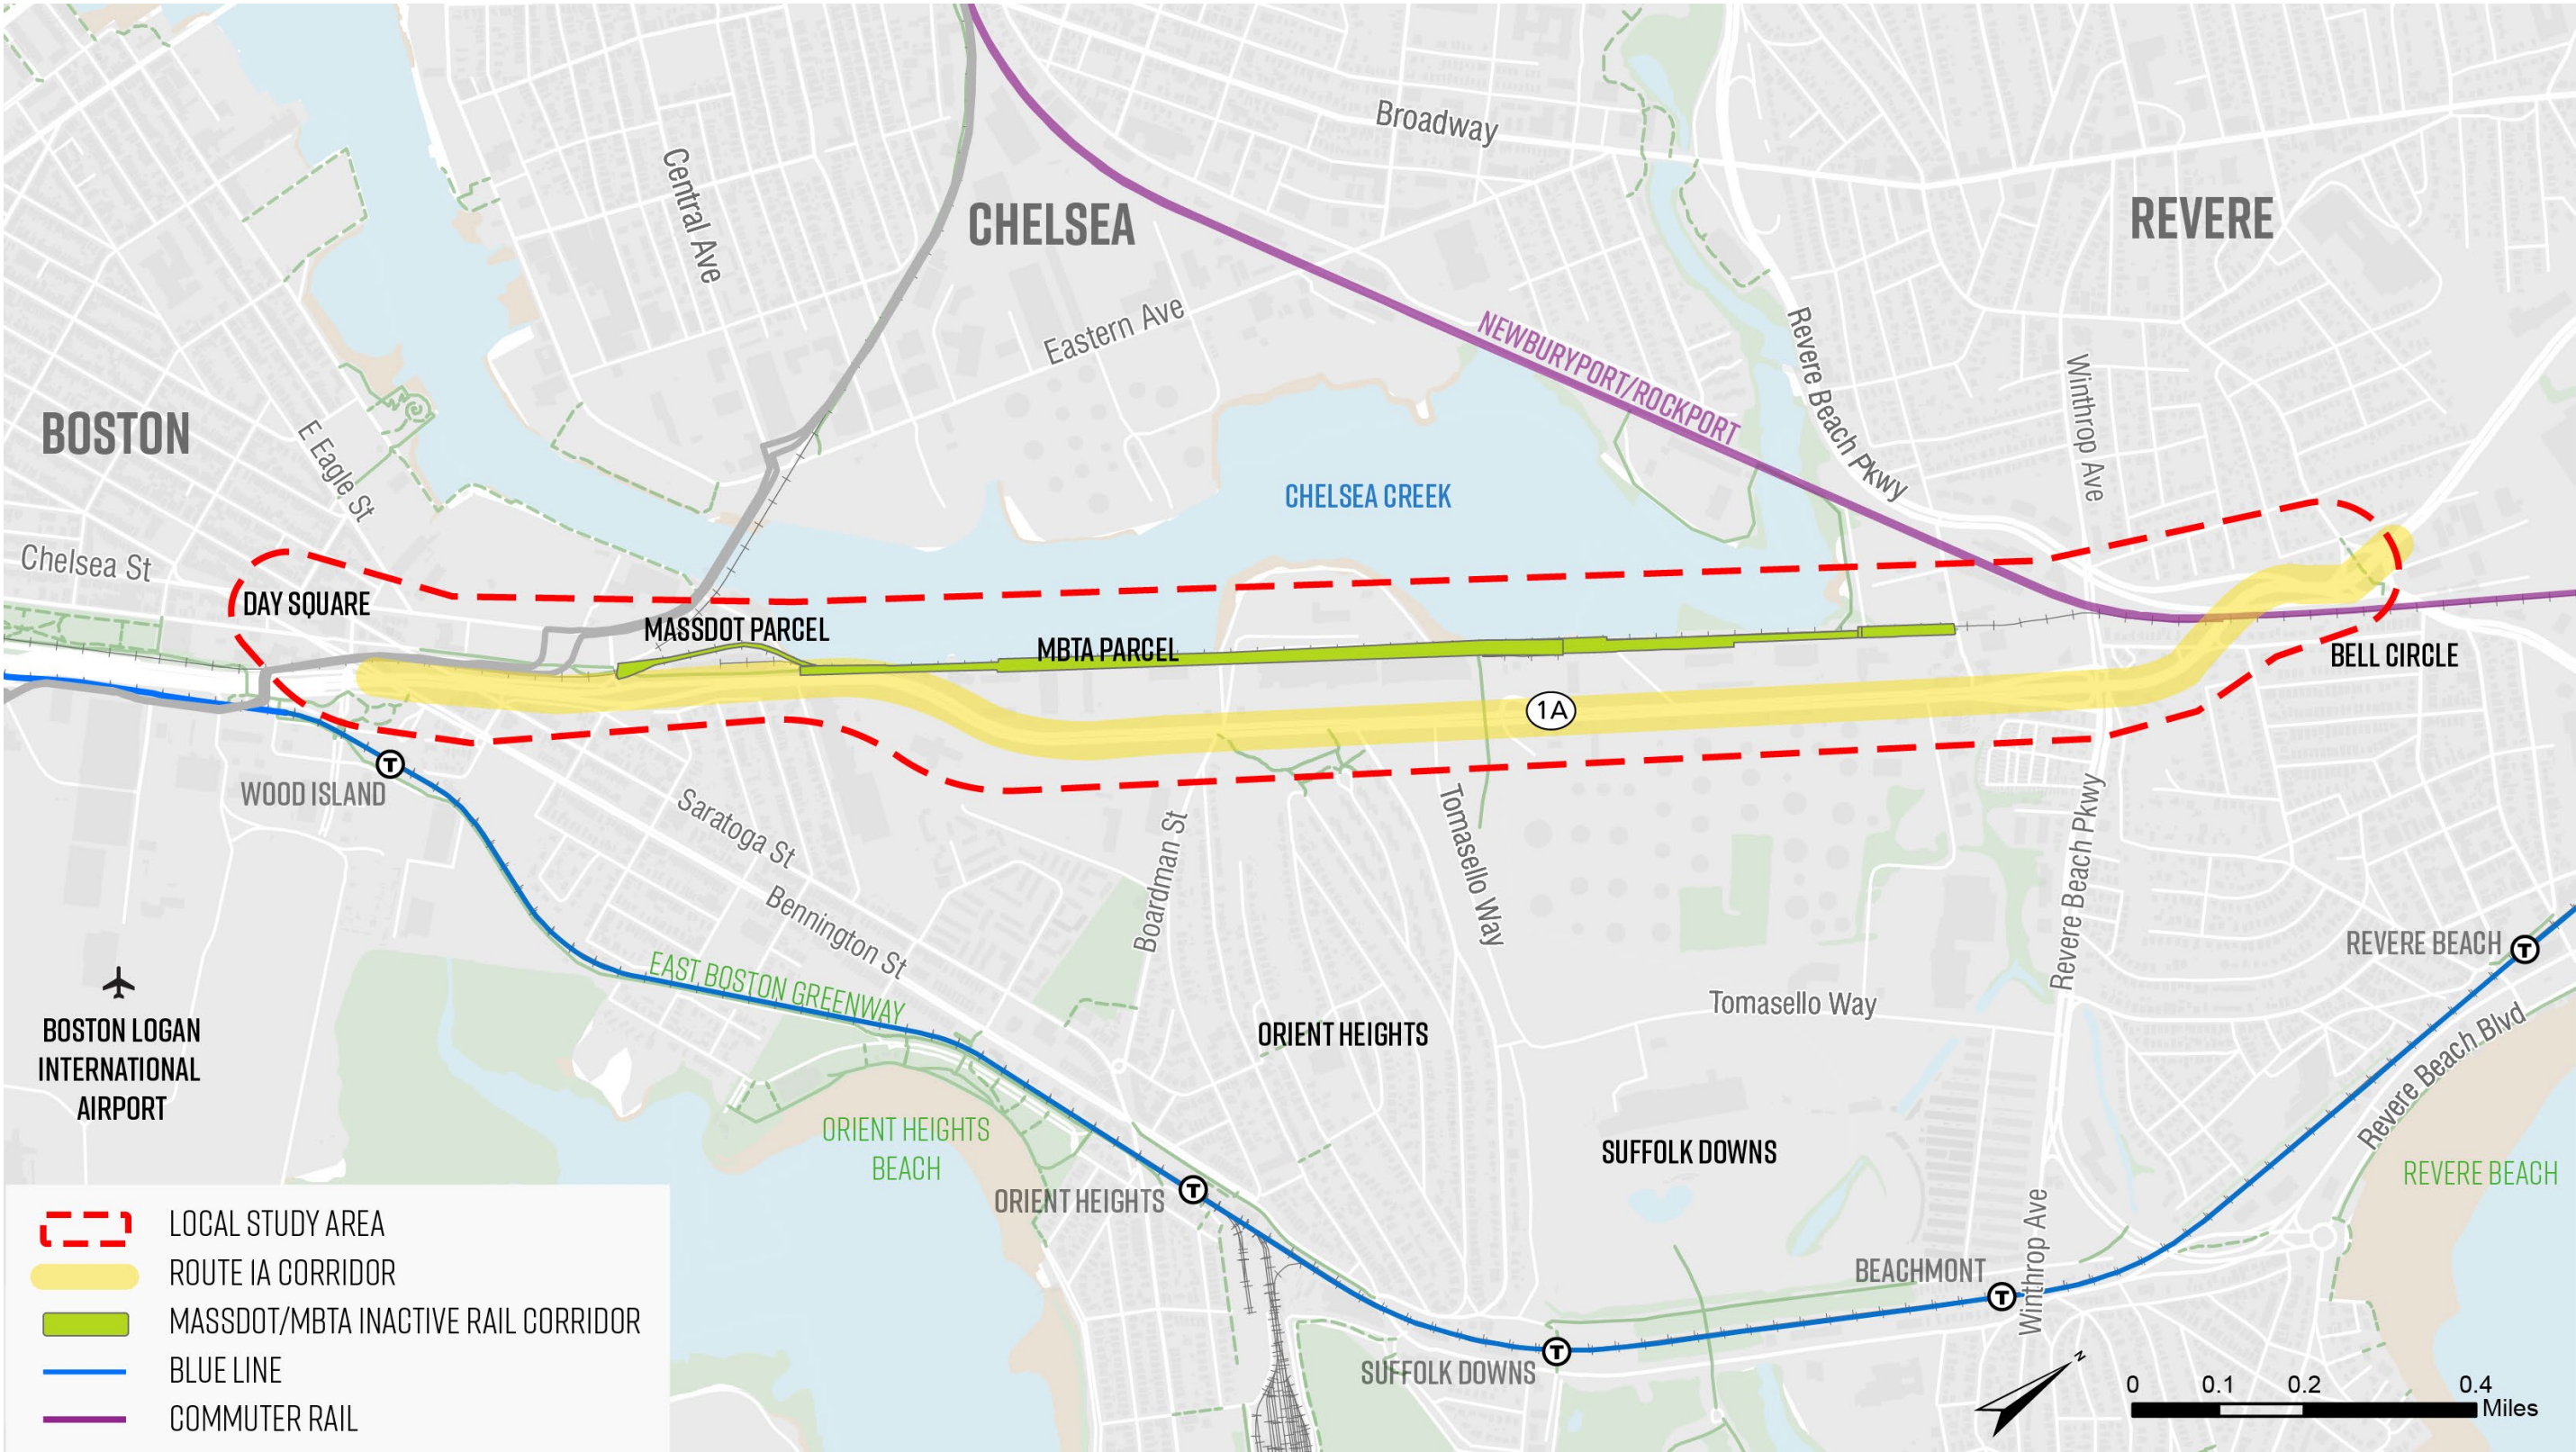 Broadway
Central Ave
CHELSEA
REVERE
Eastern Ave
NEWBURYPORT/ROCKPORT
Revere Beach Pkwy
Winthrop Ave
BOSTON
E Eagle St
CHELSEA CREEK
Chelsea St
DAY SQUARE
MASSDOT PARCEL
MBTA PARCEL
BELL CIRCLE
1A
T
WOOD ISLAND
Saratoga St
Boardman St
Tomasello Way
Revere Beach Pkwy
Bennington St
EAST BOSTON GREENWAY
REVERE BEACH
T
BOSTON LOGAN
INTERNATIONAL
AIRPORT
Tomasello Way
ORIENT HEIGHTS
Revere Beach Blvd
ORIENT HEIGHTS
BEACH
SUFFOLK DOWNS
REVERE BEACH
ORIENT HEIGHTS
T
Winthrop Ave
BEACHMONT
T
SUFFOLK DOWNS
T
LOCAL STUDY AREA
ROUTE 1A CORRIDOR
MASSDOT/MBTA INACTIVE RAIL CORRIDOR
BLUE LINE
COMMUTER RAIL
N
0 0.1 0.2 0.4
Miles